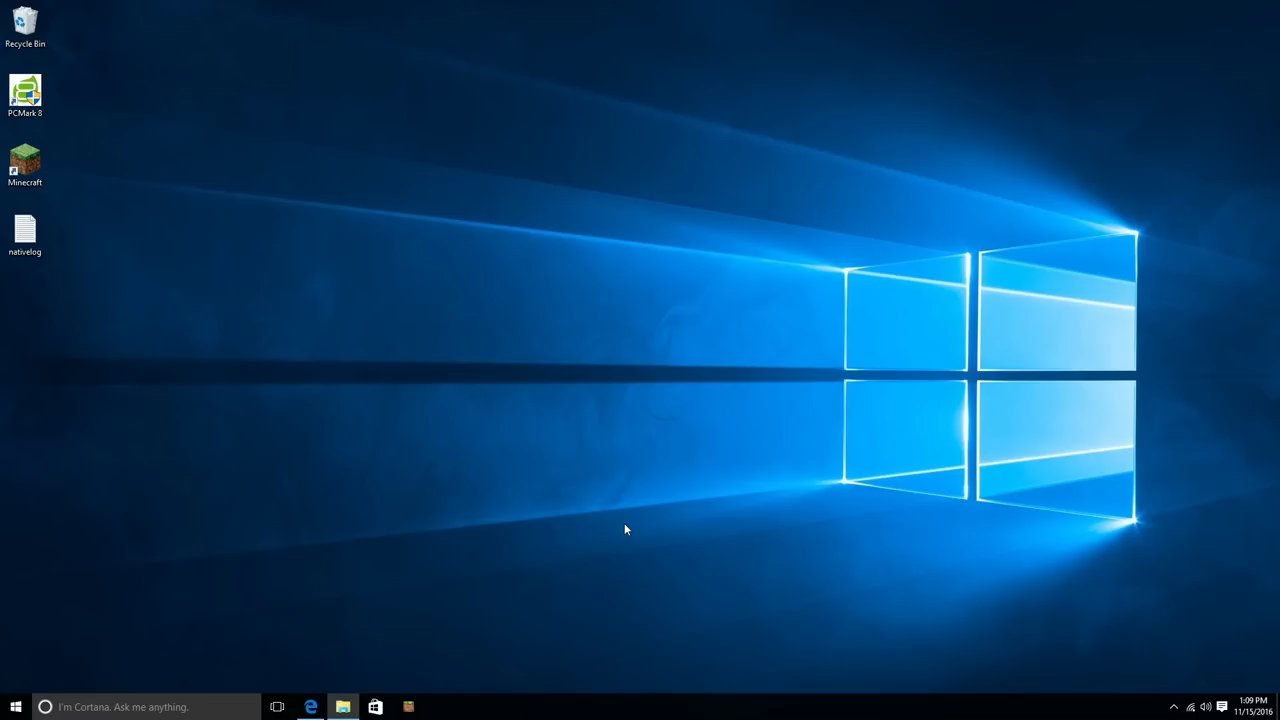 Recycle Bin
PCMark 8
Minecraft
nativelog
I'm Cortana. Ask me anything.
1:09 PM
11/15/2016